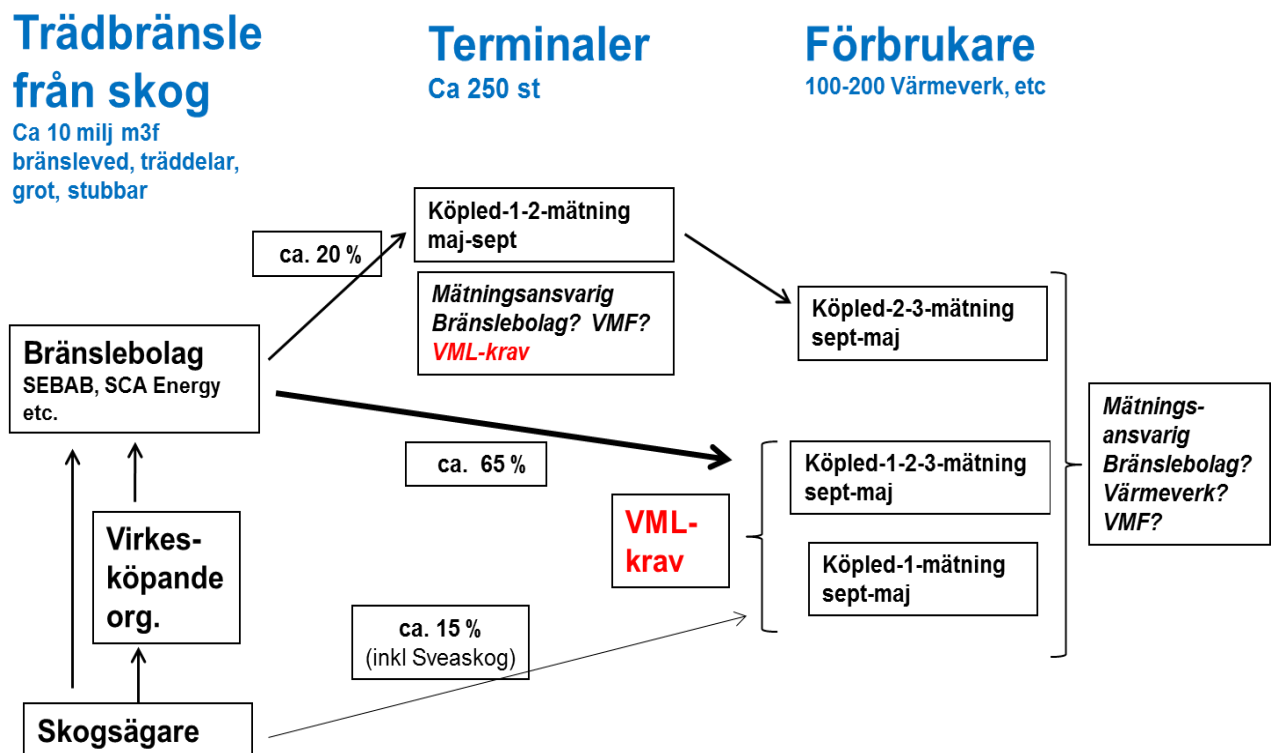 Trädbränsle
från skog
Ca 10 milj m3f
bränsleved, träddelar,
grot, stubbar
Terminaler
Ca 250 st
Förbrukare
100-200 Värmeverk, etc
ca. 20 %
Köpled-1-2-mätning
maj-sept
Mätningsansvarig
Bränslebolag? VMF?
VML-krav
Köpled-2-3-mätning
sept-maj
Bränslebolag
SEBAB, SCA Energy
etc.
ca. 65 %
Köpled-1-2-3-mätning
sept-maj
Mätnings-
ansvarig
Bränslebolag?
Värmeverk?
VMF?
VML-
krav
Köpled-1-mätning
sept-maj
Virkes-
köpande
org.
ca. 15 %
(inkl Sveaskog)
Skogsägare